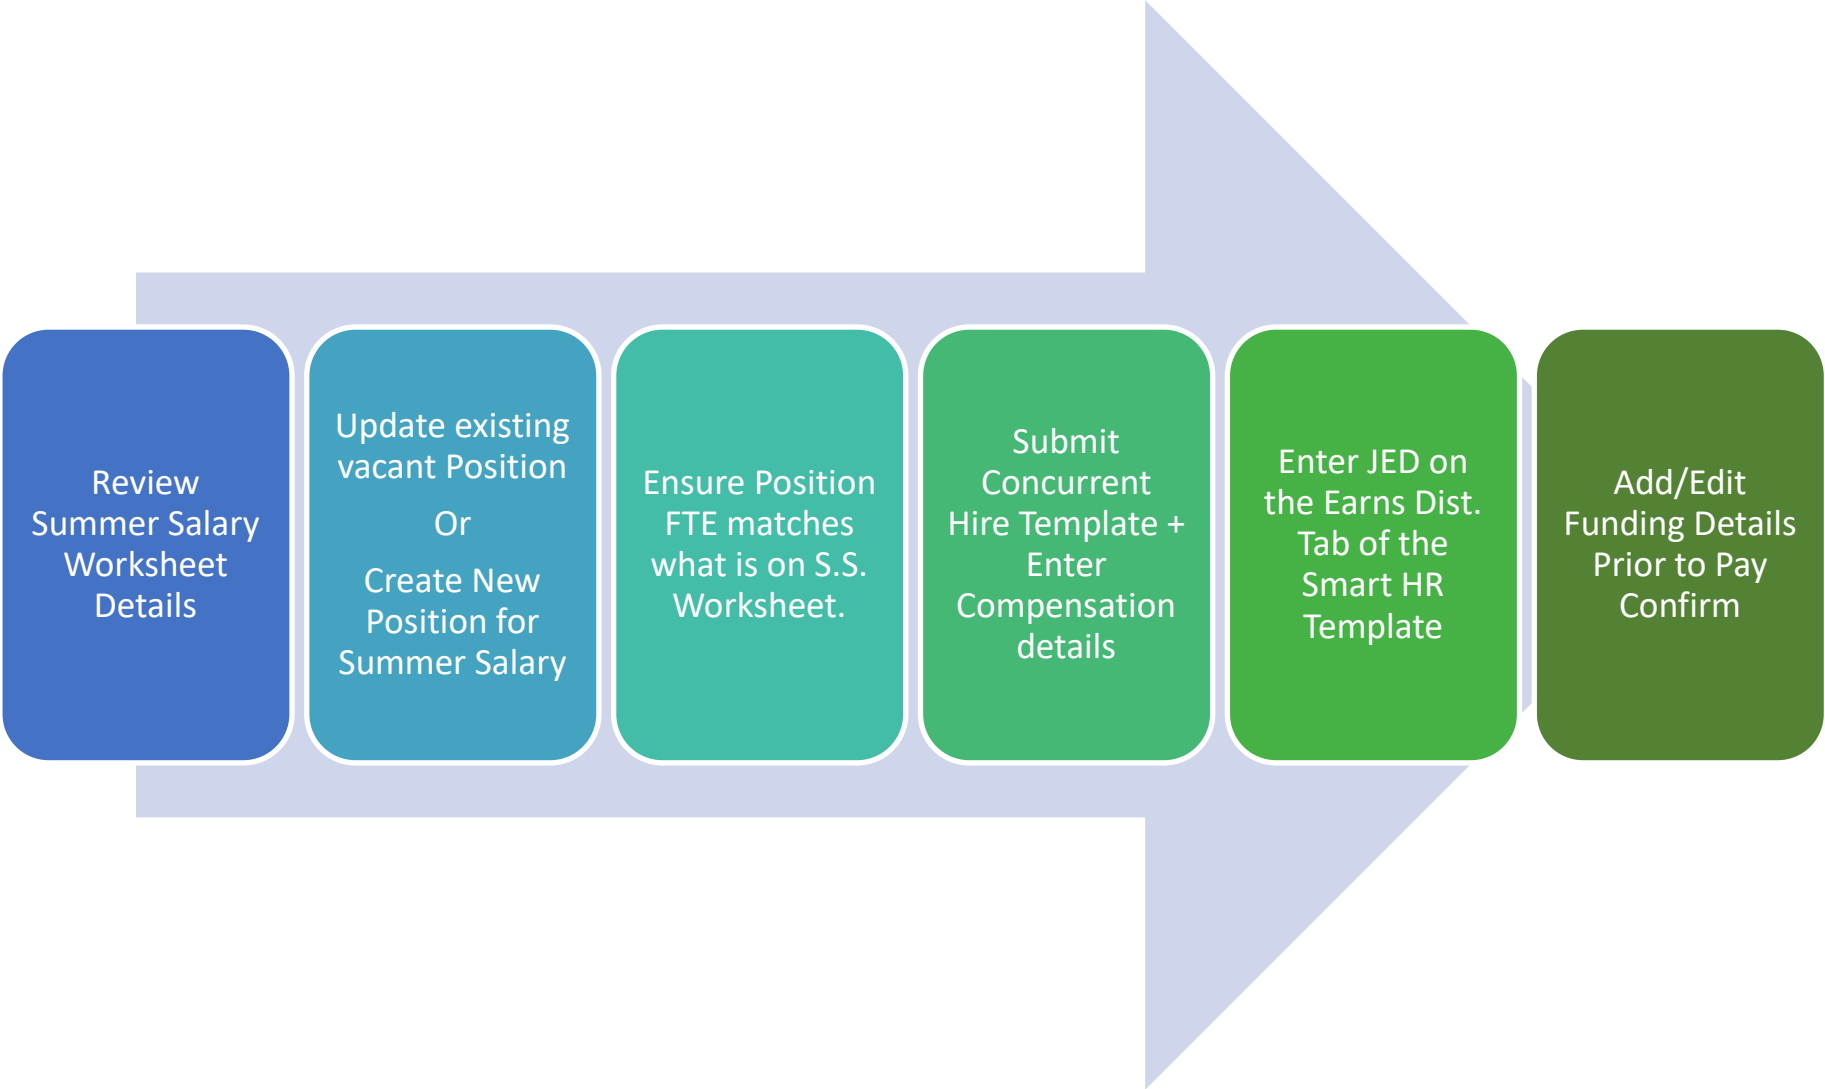 Review
Summer Salary
Worksheet
Details
Update existing
vacant Position
Or
Create New
Position for
Summer Salary
Ensure Position
FTE matches
what is on S.S.
Worksheet.
Submit
Concurrent
Hire Template +
Enter
Compensation
details
Enter JED on
the Earns Dist.
Tab of the
Smart HR
Template
Add/Edit
Funding Details
Prior to Pay
Confirm